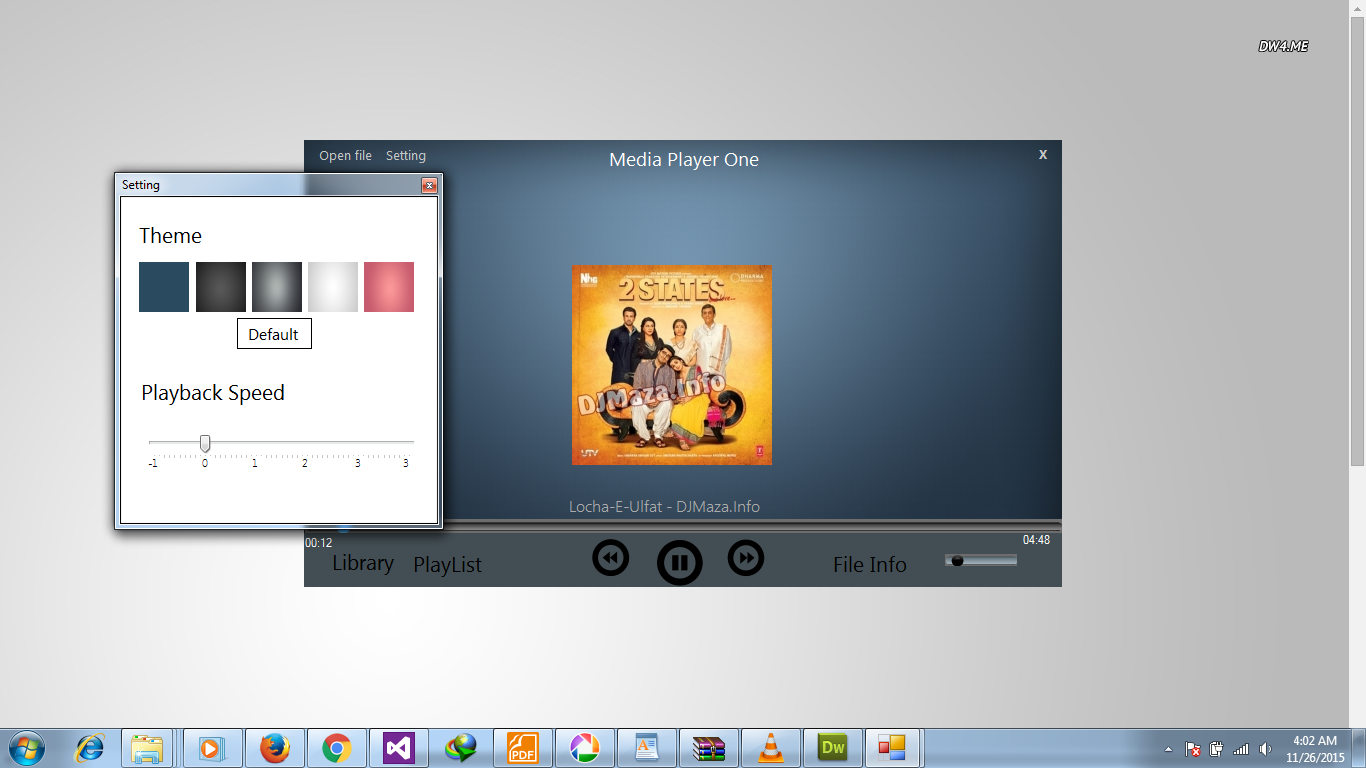 DW4.ME
Open file Setting
Media Player One
X
Setting
x
Theme
Default
Playback Speed
-1 0 1 2 3 3
2 STATES
DHARMA
DJMaza.Info
UTV
Locha-E-Ulfat - DJMaza.Info
00:12
04:48
Library PlayList
File Info
PDF
Dw
4:02 AM
11/26/2015